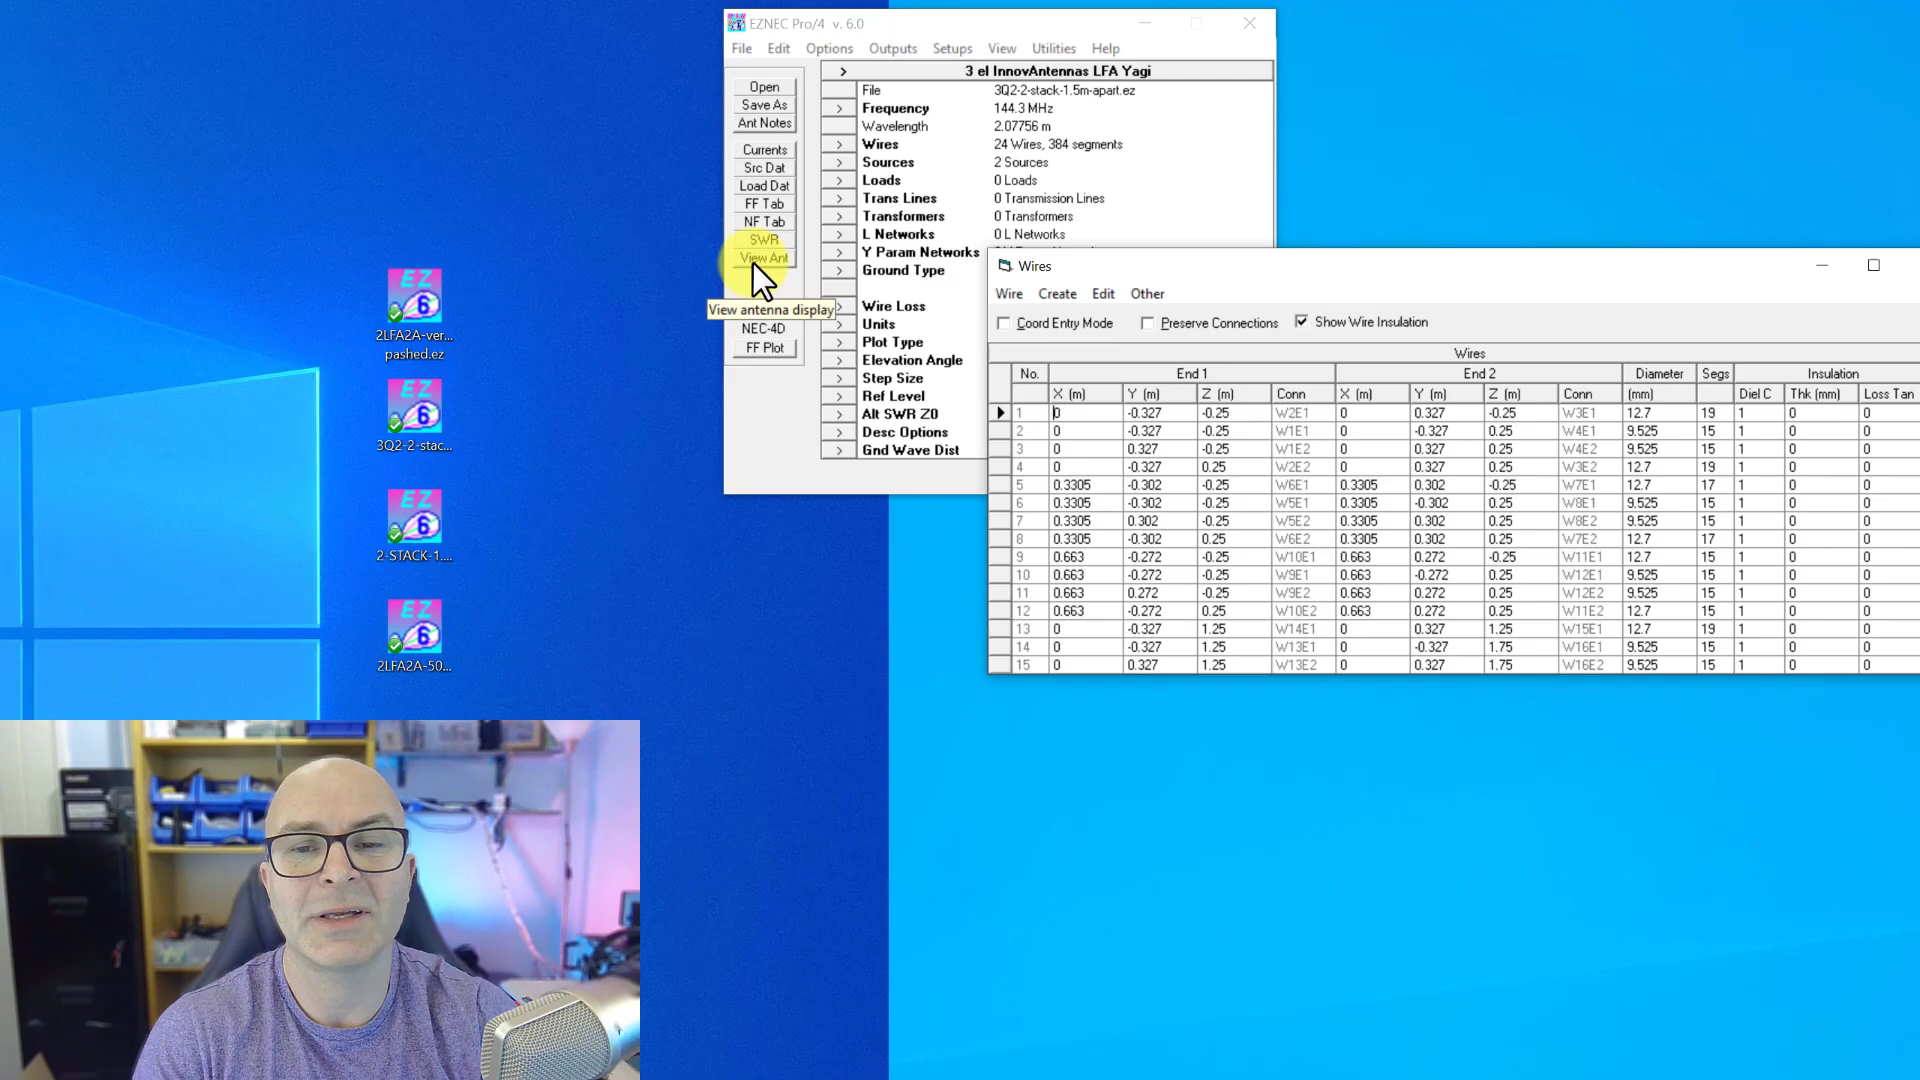 EZNEC Pro/4 v. 6.0
File Edit Options Outputs Setups View Utilities Help
> 3 el InnovAntennas LFA Yagi
Open
Save As
Ant Notes
Currents
Src Dat
Load Dat
FF Tab
NF Tab
SWR
View Ant
View antenna display
NEC-4D
FF Plot
File 3Q2-2-stack-1.5m-apart.ez
> Frequency 144.3 MHz
Wavelength 2.07756 m
> Wires 24 Wires, 384 segments
> Sources 2 Sources
> Loads 0 Loads
> Trans Lines 0 Transmission Lines
> Transformers 0 Transformers
> L Networks 0 L Networks
> Y Param Networks
> Ground Type
> Wire Loss
> Units
> Plot Type
> Elevation Angle
> Step Size
> Ref Level
> Alt SWR Z0
> Desc Options
> Gnd Wave Dist
Wires
Wire Create Edit Other
Coord Entry Mode Preserve Connections Show Wire Insulation
Wires
No. End 1 End 2 Diameter Segs Insulation
X (m) Y (m) Z (m) Conn X (m) Y (m) Z (m) Conn (mm) Diel C Thk (mm) Loss Tan
1 0 -0.327 -0.25 W2E1 0 0.327 -0.25 W3E1 12.7 19 1 0 0
2 0 -0.327 -0.25 W1E1 0 -0.327 0.25 W4E1 9.525 15 1 0 0
3 0 0.327 -0.25 W1E2 0 0.327 0.25 W4E2 9.525 15 1 0 0
4 0 -0.327 0.25 W2E2 0 0.327 0.25 W3E2 12.7 19 1 0 0
5 0.3305 -0.302 -0.25 W6E1 0.3305 0.302 -0.25 W7E1 12.7 17 1 0 0
6 0.3305 -0.302 -0.25 W5E1 0.3305 -0.302 0.25 W8E1 9.525 15 1 0 0
7 0.3305 0.302 -0.25 W5E2 0.3305 0.302 0.25 W8E2 9.525 15 1 0 0
8 0.3305 -0.302 0.25 W6E2 0.3305 0.302 0.25 W7E2 12.7 17 1 0 0
9 0.663 -0.272 -0.25 W10E1 0.663 0.272 -0.25 W11E1 12.7 15 1 0 0
10 0.663 -0.272 -0.25 W9E1 0.663 -0.272 0.25 W12E1 9.525 15 1 0 0
11 0.663 0.272 -0.25 W9E2 0.663 0.272 0.25 W12E2 9.525 15 1 0 0
12 0.663 -0.272 0.25 W10E2 0.663 0.272 0.25 W11E2 12.7 15 1 0 0
13 0 -0.327 1.25 W14E1 0 0.327 1.25 W15E1 12.7 19 1 0 0
14 0 -0.327 1.25 W13E1 0 -0.327 1.75 W16E1 9.525 15 1 0 0
15 0 0.327 1.25 W13E2 0 0.327 1.75 W16E2 9.525 15 1 0 0
EZ
6
2LFA2A-ver...
pashed.ez
EZ
6
3Q2-2-stac...
EZ
6
2-STACK-1....
EZ
6
2LFA2A-50...